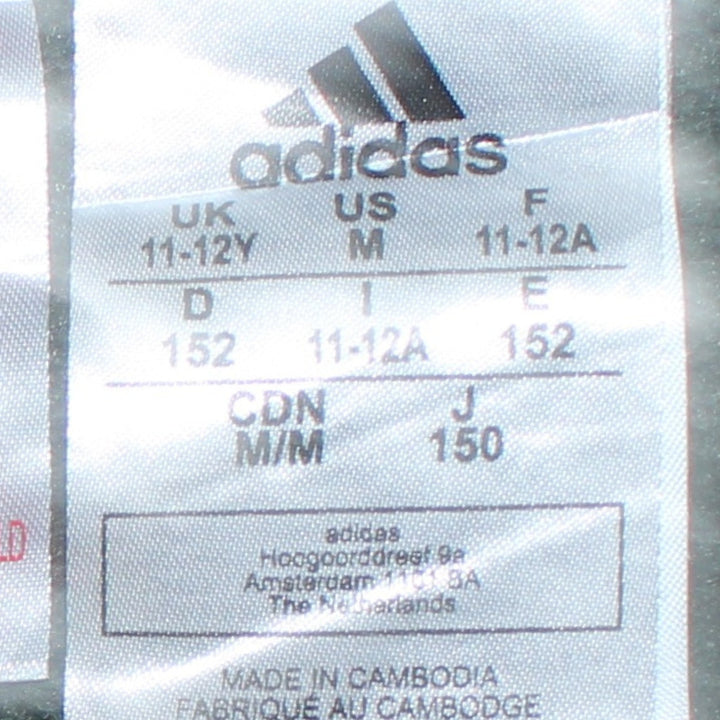 adidas
UK US F
11-12Y M 11-12A
D I E
152 11-12A 152
CDN J
M/M 150
adidas
Hoogoorddreef 9a
Amsterdam 1101 BA
The Netherlands
MADE IN CAMBODIA
FABRIQUÉ AU CAMBODGE
LD